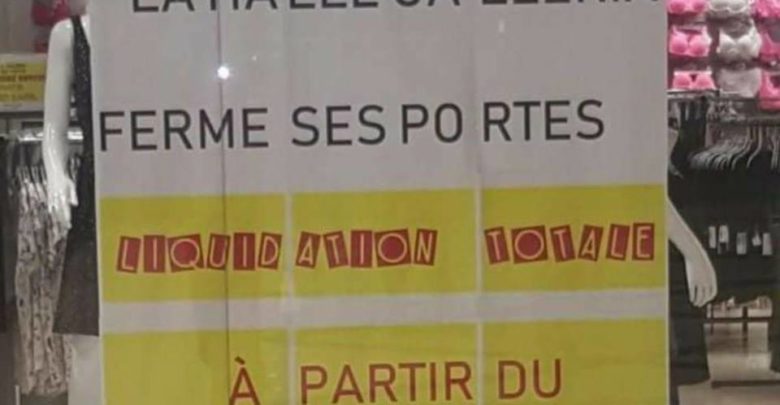 FERME SES PORTES
LIQUIDATION TOTALE
À PARTIR DU